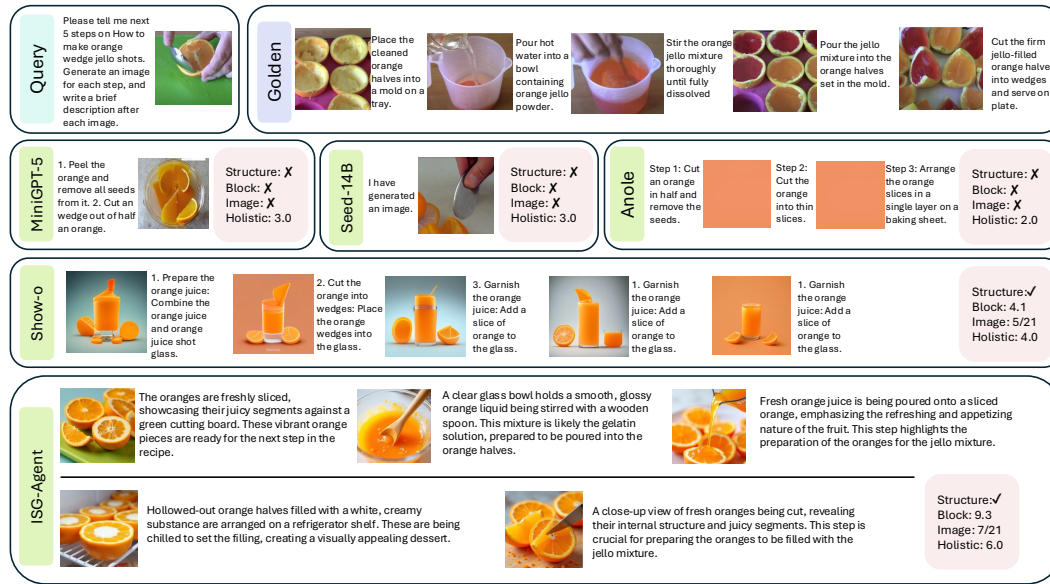 Query
Please tell me next
5 steps on How to
make orange
wedge jello shots.
Generate an image
for each step, and
write a brief
description after
each image.
Golden
Place the
cleaned
orange
halves into
a mold on a
tray.
Pour hot
water into a
bowl
containing
orange jello
powder.
Stir the orange
jello mixture
thoroughly
until fully
dissolved
Pour the jello
mixture into the
orange halves
set in the mold.
Cut the firm
jello-filled
orange halve
into wedges
and serve on
plate.
MiniGPT-5
1. Peel the
orange and
remove all seeds
from it. 2. Cut an
wedge out of half
an orange.
Structure: ✗
Block: ✗
Image: ✗
Holistic: 3.0
Seed-14B
I have
generated
an image.
Structure: ✗
Block: ✗
Image: ✗
Holistic: 3.0
Anole
Step 1: Cut
an orange
in half and
remove the
seeds.
Step 2:
Cut the
orange
into thin
slices.
Step 3: Arrange
the orange
slices in a
single layer on a
baking sheet.
Structure: ✗
Block: ✗
Image: ✗
Holistic: 2.0
Show-o
1. Prepare the
orange juice:
Combine the
orange juice
and orange
juice shot
glass.
2. Cut the
orange into
wedges: Place
the orange
wedges into
the glass.
3. Garnish
the orange
juice: Add a
slice of
orange to
the glass.
1. Garnish
the orange
juice: Add a
slice of
orange to
the glass.
1. Garnish
the orange
juice: Add a
slice of
orange to
the glass.
Structure:✓
Block: 4.1
Image: 5/21
Holistic: 4.0
ISG-Agent
The oranges are freshly sliced,
showcasing their juicy segments against a
green cutting board. These vibrant orange
pieces are ready for the next step in the
recipe.
A clear glass bowl holds a smooth, glossy
orange liquid being stirred with a wooden
spoon. This mixture is likely the gelatin
solution, prepared to be poured into the
orange halves.
Fresh orange juice is being poured onto a sliced
orange, emphasizing the refreshing and appetizing
nature of the fruit. This step highlights the
preparation of the oranges for the jello mixture.
Hollowed-out orange halves filled with a white, creamy
substance are arranged on a refrigerator shelf. These are being
chilled to set the filling, creating a visually appealing dessert.
A close-up view of fresh oranges being cut, revealing
their internal structure and juicy segments. This step is
crucial for preparing the oranges to be filled with the
jello mixture.
Structure:✓
Block: 9.3
Image: 7/21
Holistic: 6.0